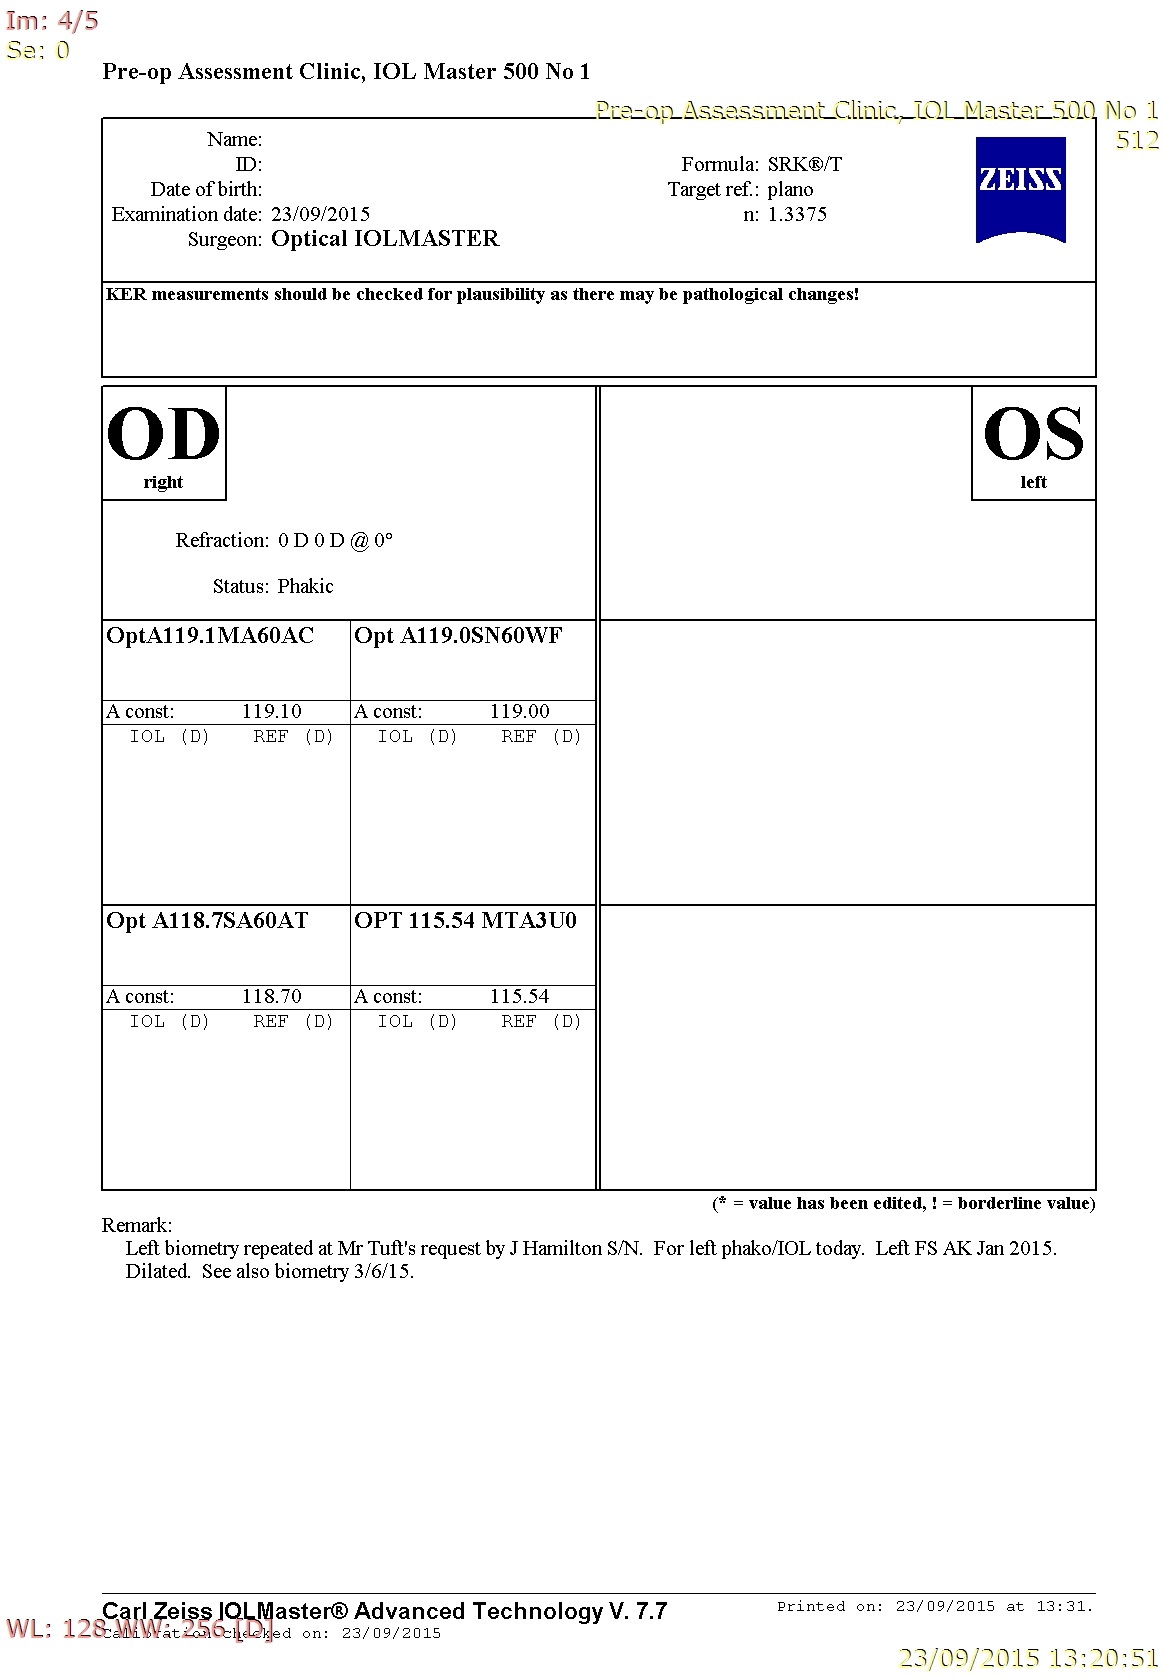 Im: 4/5
Se: 0
Pre-op Assessment Clinic, IOL Master 500 No 1
Pre-op Assessment Clinic, IOL Master 500 No 1
512
Name:
ID:
Formula: SRK®/T
Date of birth:
Target ref.: plano
Examination date: 23/09/2015
n: 1.3375
Surgeon: Optical IOLMASTER
ZEISS
KER measurements should be checked for plausibility as there may be pathological changes!
OD
right
OS
left
Refraction: 0 D 0 D @ 0°
Status: Phakic
OptA119.1MA60AC
Opt A119.0SN60WF
A const: 119.10
A const: 119.00
IOL (D) REF (D)
IOL (D) REF (D)
Opt A118.7SA60AT
OPT 115.54 MTA3U0
A const: 118.70
A const: 115.54
IOL (D) REF (D)
IOL (D) REF (D)
(* = value has been edited, ! = borderline value)
Remark:
Left biometry repeated at Mr Tuft's request by J Hamilton S/N. For left phako/IOL today. Left FS AK Jan 2015.
Dilated. See also biometry 3/6/15.
Carl Zeiss IOLMaster® Advanced Technology V. 7.7
Printed on: 23/09/2015 at 13:31.
WL: 128 WW: 256 [D]
Calibration checked on: 23/09/2015
23/09/2015 13:20:51